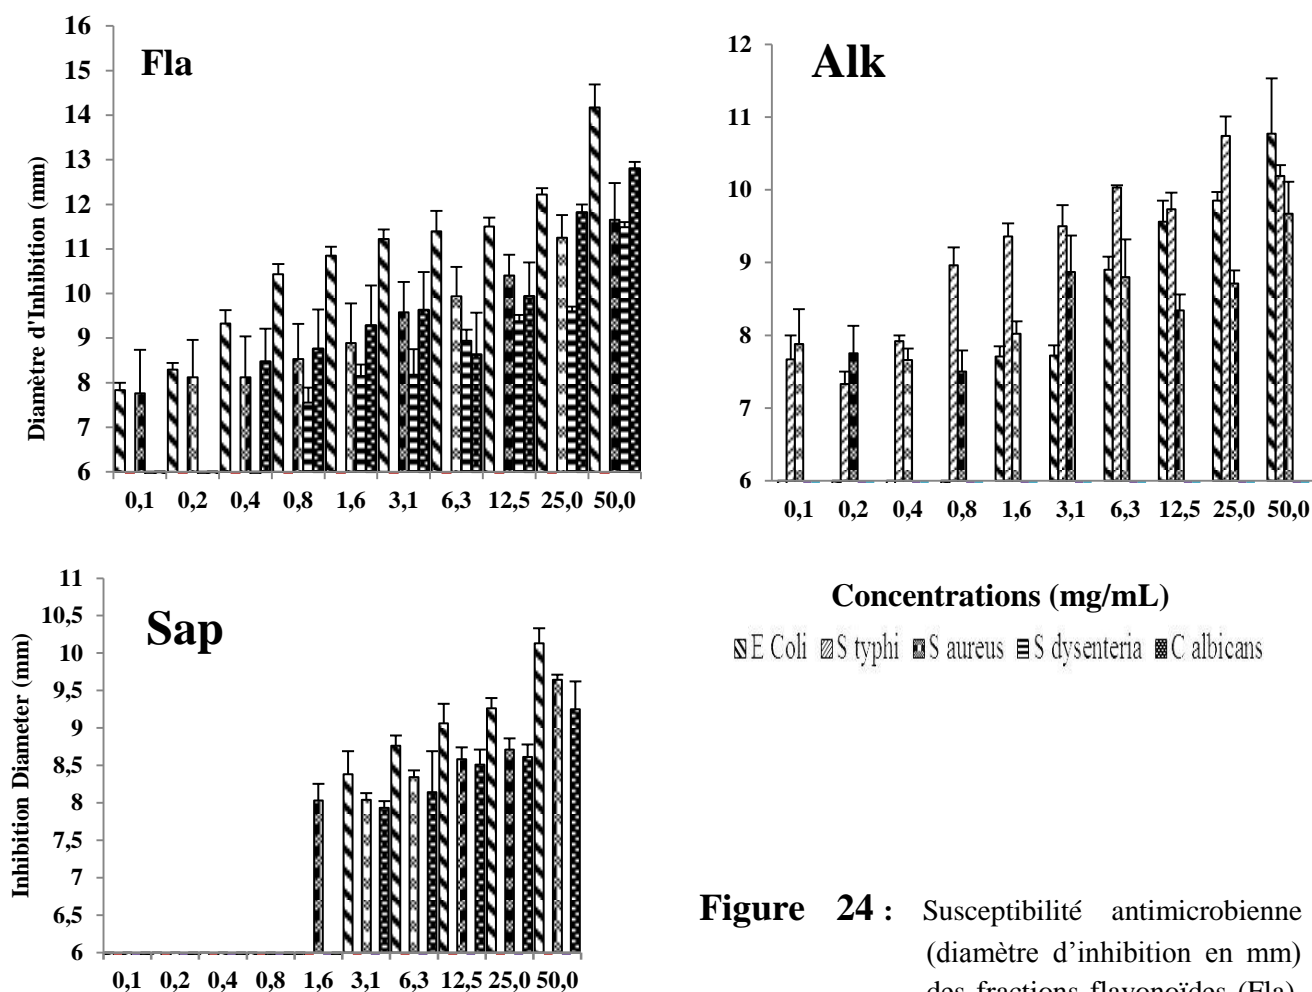 Fla
Diamètre d'Inhibition (mm)
16
15
14
13
12
11
10
9
8
7
6
0,1 0,2 0,4 0,8 1,6 3,1 6,3 12,5 25,0 50,0
Alk
12
11
10
9
8
7
6
0,1 0,2 0,4 0,8 1,6 3,1 6,3 12,5 25,0 50,0
Concentrations (mg/mL)
E Coli S typhi S aureus S dysenteria C albicans
Sap
Inhibition Diameter (mm)
11
10,5
10
9,5
9
8,5
8
7,5
7
6,5
6
0,1 0,2 0,4 0,8 1,6 3,1 6,3 12,5 25,0 50,0
Figure 24 : Susceptibilité antimicrobienne
(diamètre d'inhibition en mm)
des fractions flavonoïdes (Fla),